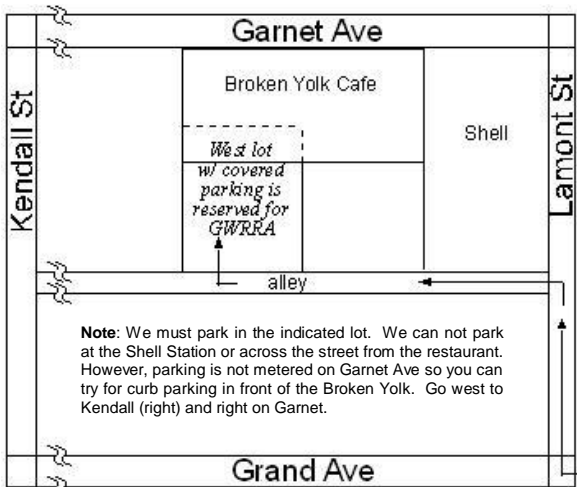 Garnet Ave
Kendall St
Broken Yolk Cafe
Shell
Lamont St
West lot
w/ covered
parking is
reserved for
GWRRA
alley
Note: We must park in the indicated lot. We can not park
at the Shell Station or across the street from the restaurant.
However, parking is not metered on Garnet Ave so you can
try for curb parking in front of the Broken Yolk. Go west to
Kendall (right) and right on Garnet.
Grand Ave